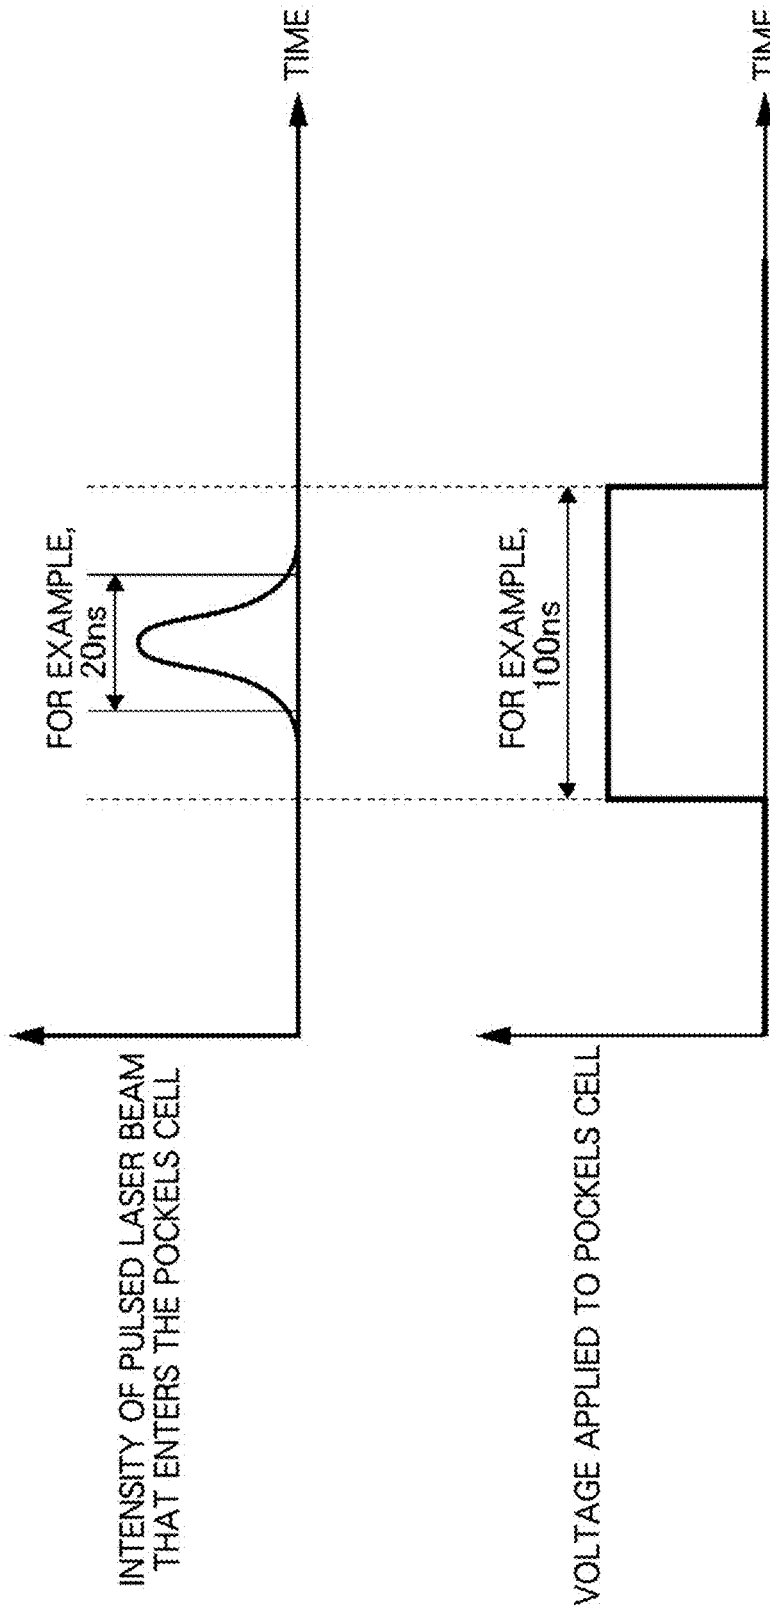 INTENSITY OF PULSED LASER BEAM
THAT ENTERS THE POCKELS CELL
FOR EXAMPLE,
20ns
TIME
VOLTAGE APPLIED TO POCKELS CELL
FOR EXAMPLE,
100ns
TIME